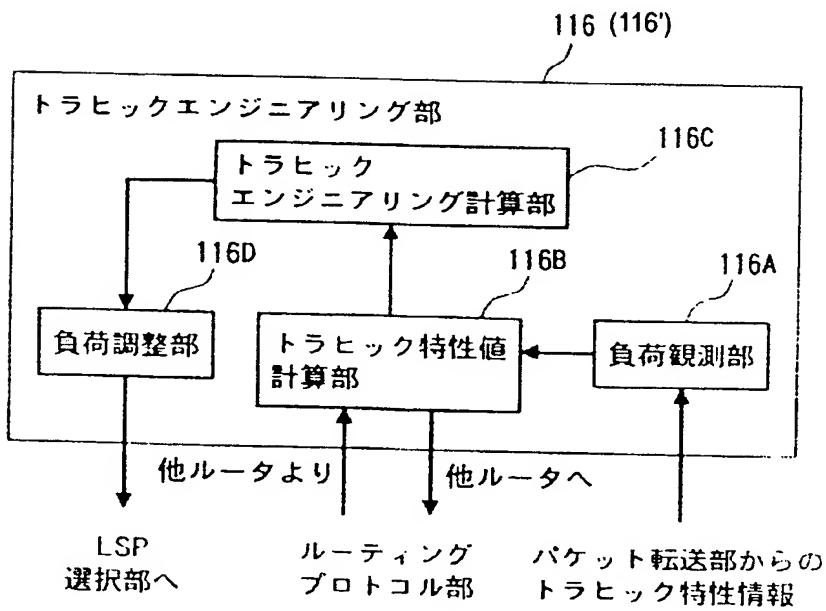 116 (116')
トラヒックエンジニアリング部
トラヒック
エンジニアリング計算部
116C
116D
116B
116A
負荷調整部
トラヒック特性値
計算部
負荷観測部
他ルータより
他ルータへ
LSP
選択部へ
ルーティング
プロトコル部
パケット転送部からの
トラヒック特性情報